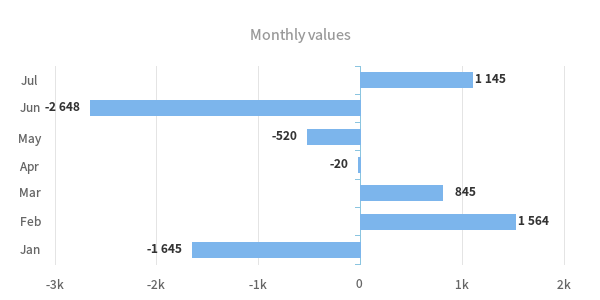 Monthly values
Jul 1 145
Jun -2 648
May -520
Apr -20
Mar 845
Feb 1 564
Jan -1 645
-3k -2k -1k 0 1k 2k